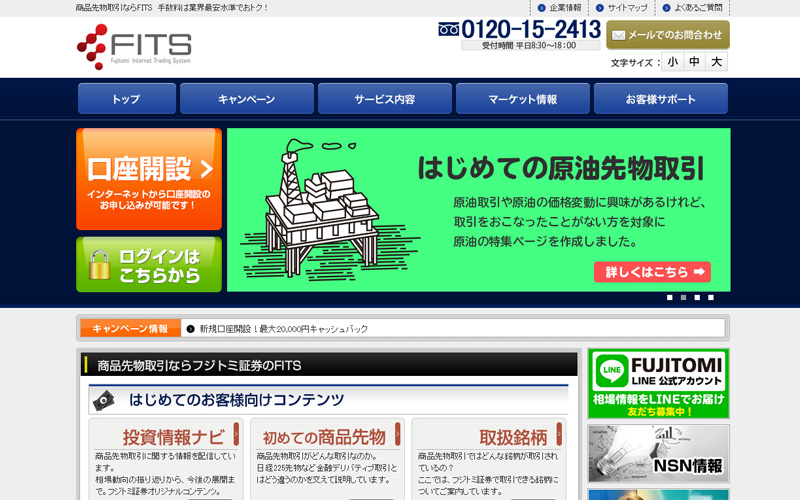 商品先物取引ならFITS 手数料は業界最安水準でおトク！
企業情報
サイトマップ
よくあるご質問
FITS
Fujitomi Internet Trading System
0120-15-2413
受付時間 平日8:30～18：00
メールでのお問合わせ
文字サイズ： 小 中 大
トップ
キャンペーン
サービス内容
マーケット情報
お客様サポート
口座開設
インターネットから口座開設の
お申し込みが可能です！
ログインは
こちらから
はじめての原油先物取引
原油取引や原油の価格変動に興味があるけれど、
取引をおこなったことがない方を対象に
原油の特集ページを作成しました。
詳しくはこちら
キャンペーン情報
新規口座開設！最大20,000円キャッシュバック
商品先物取引ならフジトミ証券のFITS
はじめてのお客様向けコンテンツ
投資情報ナビ
商品先物取引に関する情報を配信しています。
相場動向の振り返りから、今後の展開まで。フジトミ証券オリジナルコンテンツ。
初めての商品先物
商品先物取引がどんな取引なのか。
日経225先物など金融デリバティブ取引とはどう違うのかを交えて説明しています。
取扱銘柄
商品先物取引ではどんな銘柄が取引されているの？
ここでは、フジトミ証券で取引できる銘柄についてご案内しています。
LINE
FUJITOMI
LINE 公式アカウント
相場情報をLINEでお届け
友だち募集中！
NSN情報